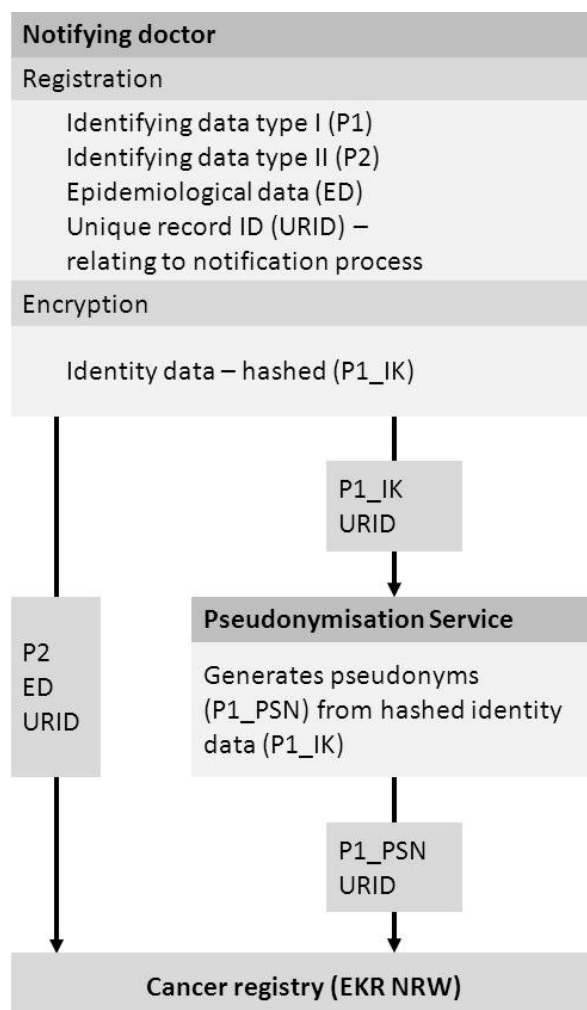 Notifying doctor
Registration
Identifying data type I (P1)
Identifying data type II (P2)
Epidemiological data (ED)
Unique record ID (URID) –
relating to notification process
Encryption
Identity data – hashed (P1_IK)
P1_IK
URID
P2
ED
URID
Pseudonymisation Service
Generates pseudonyms
(P1_PSN) from hashed identity
data (P1_IK)
P1_PSN
URID
Cancer registry (EKR NRW)